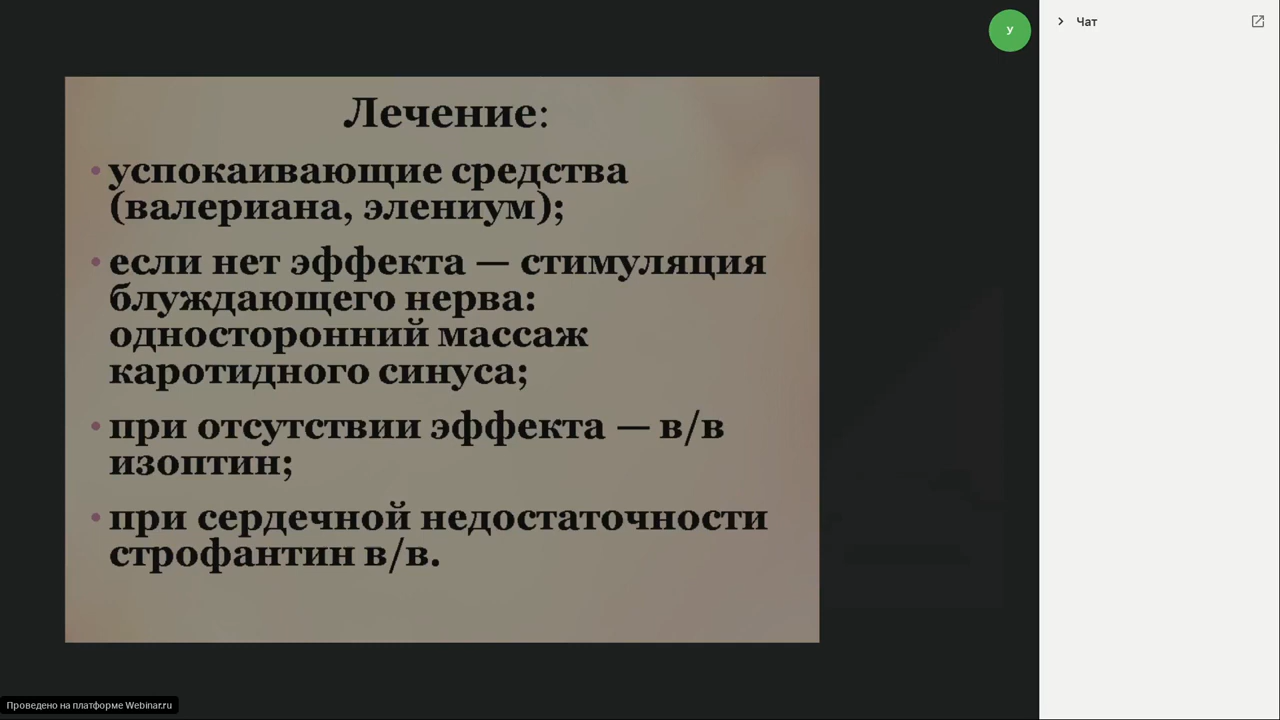 У
Чат
Лечение:
успокаивающие средства
(валериана, элениум);
если нет эффекта — стимуляция
блуждающего нерва:
односторонний массаж
каротидного синуса;
при отсутствии эффекта — в/в
изоптин;
при сердечной недостаточности
строфантин в/в.
Проведено на платформе Webinar.ru